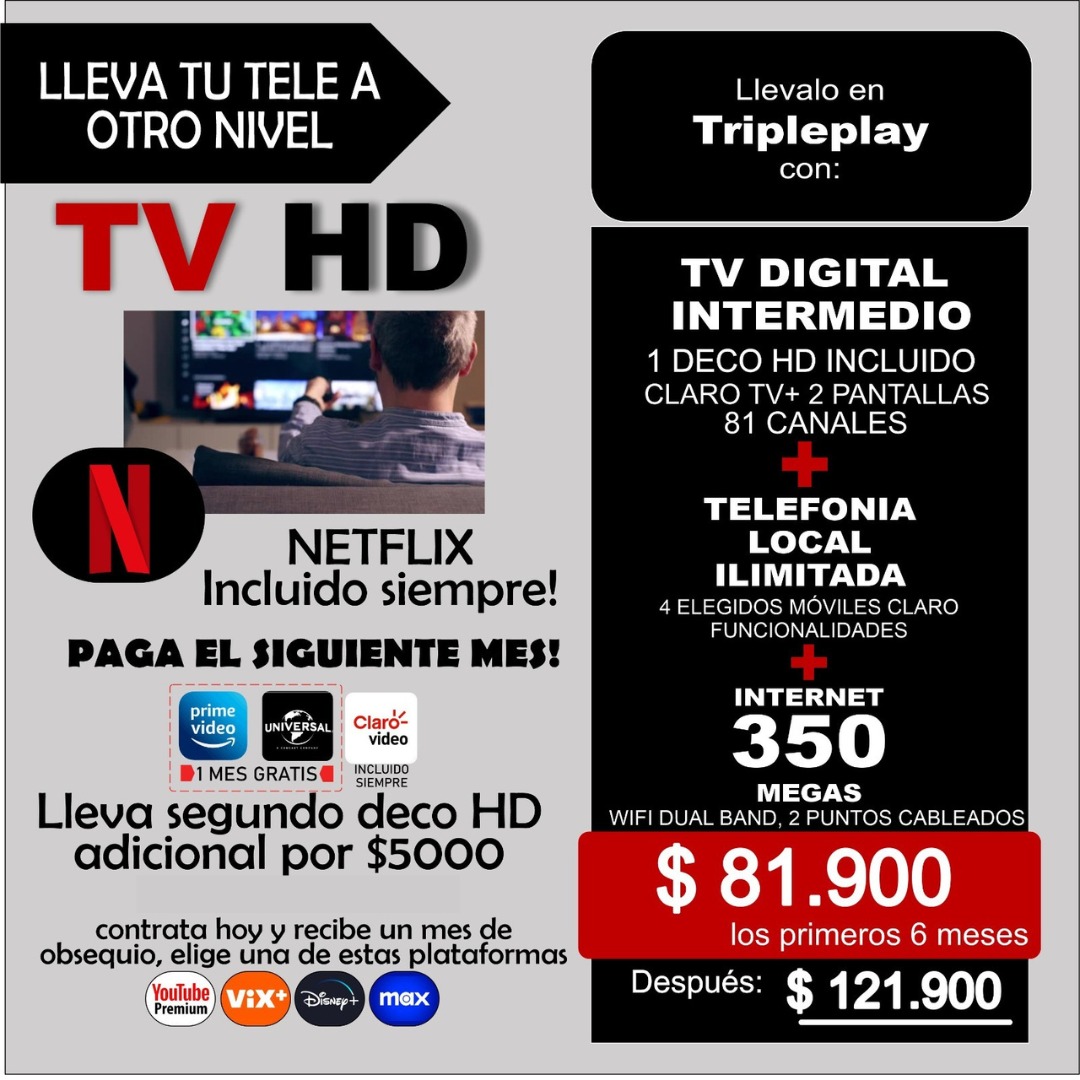 LLEVA TU TELE A
OTRO NIVEL
TV HD
N
NETFLIX
Incluido siempre!
PAGA EL SIGUIENTE MES!
prime
video
UNIVERSAL
Claro
video
1 MES GRATIS
INCLUIDO
SIEMPRE
Lleva segundo deco HD
adicional por $5000
contrata hoy y recibe un mes de
obsequio, elige una de estas plataformas
YouTube
Premium
ViX+
Disney+
max
Llevalo en
Tripleplay
con:
TV DIGITAL
INTERMEDIO
1 DECO HD INCLUIDO
CLARO TV+ 2 PANTALLAS
81 CANALES
+
TELEFONIA
LOCAL
ILIMITADA
4 ELEGIDOS MÓVILES CLARO
FUNCIONALIDADES
+
INTERNET
350
MEGAS
WIFI DUAL BAND, 2 PUNTOS CABLEADOS
$ 81.900
los primeros 6 meses
Después: $ 121.900